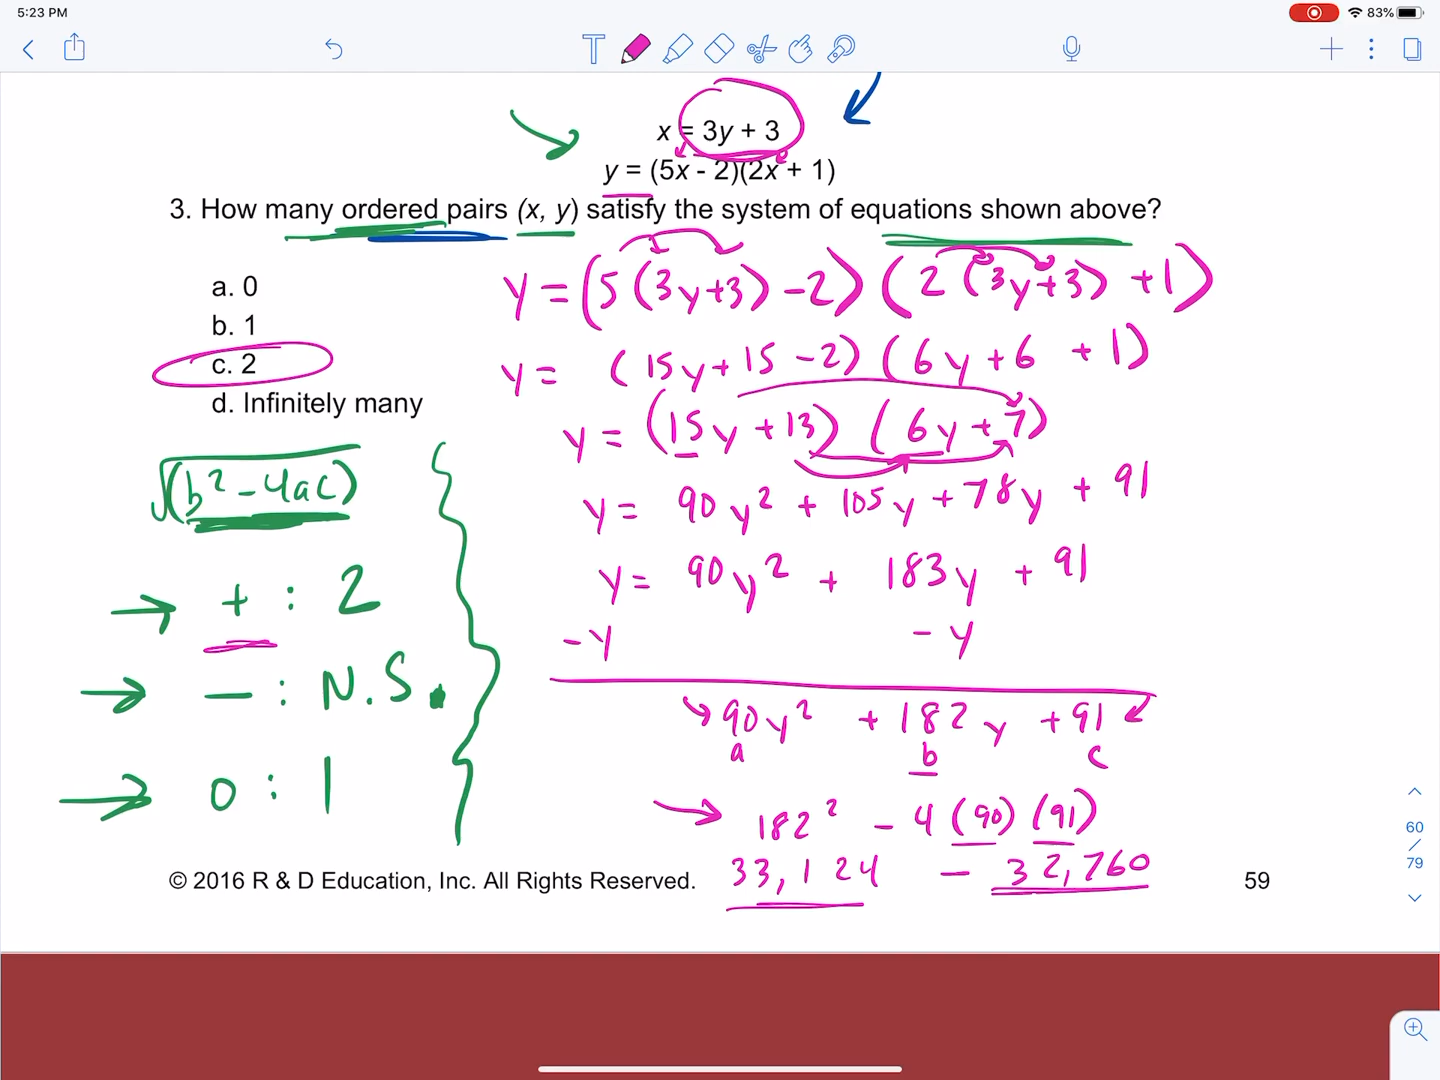 5:23 PM
83%
x = 3y + 3
y = (5x - 2)(2x + 1)
3. How many ordered pairs (x, y) satisfy the system of equations shown above?
a. 0
b. 1
c. 2
d. Infinitely many
y = (5(3y+3) -2) (2(3y+3) +1)
y = (15y+15 -2) (6y+6 +1)
y = (15y +13) (6y+7)
y = 90y² + 105y +78y + 91
y = 90y² + 183y + 91
-y - y
90y² + 182y + 91
a b c
182² - 4(90)(91)
33,124 - 32,760
√(b²-4ac)
→ + : 2
→ — : N.S.
→ 0 : 1
© 2016 R & D Education, Inc. All Rights Reserved.
59
60
/
79